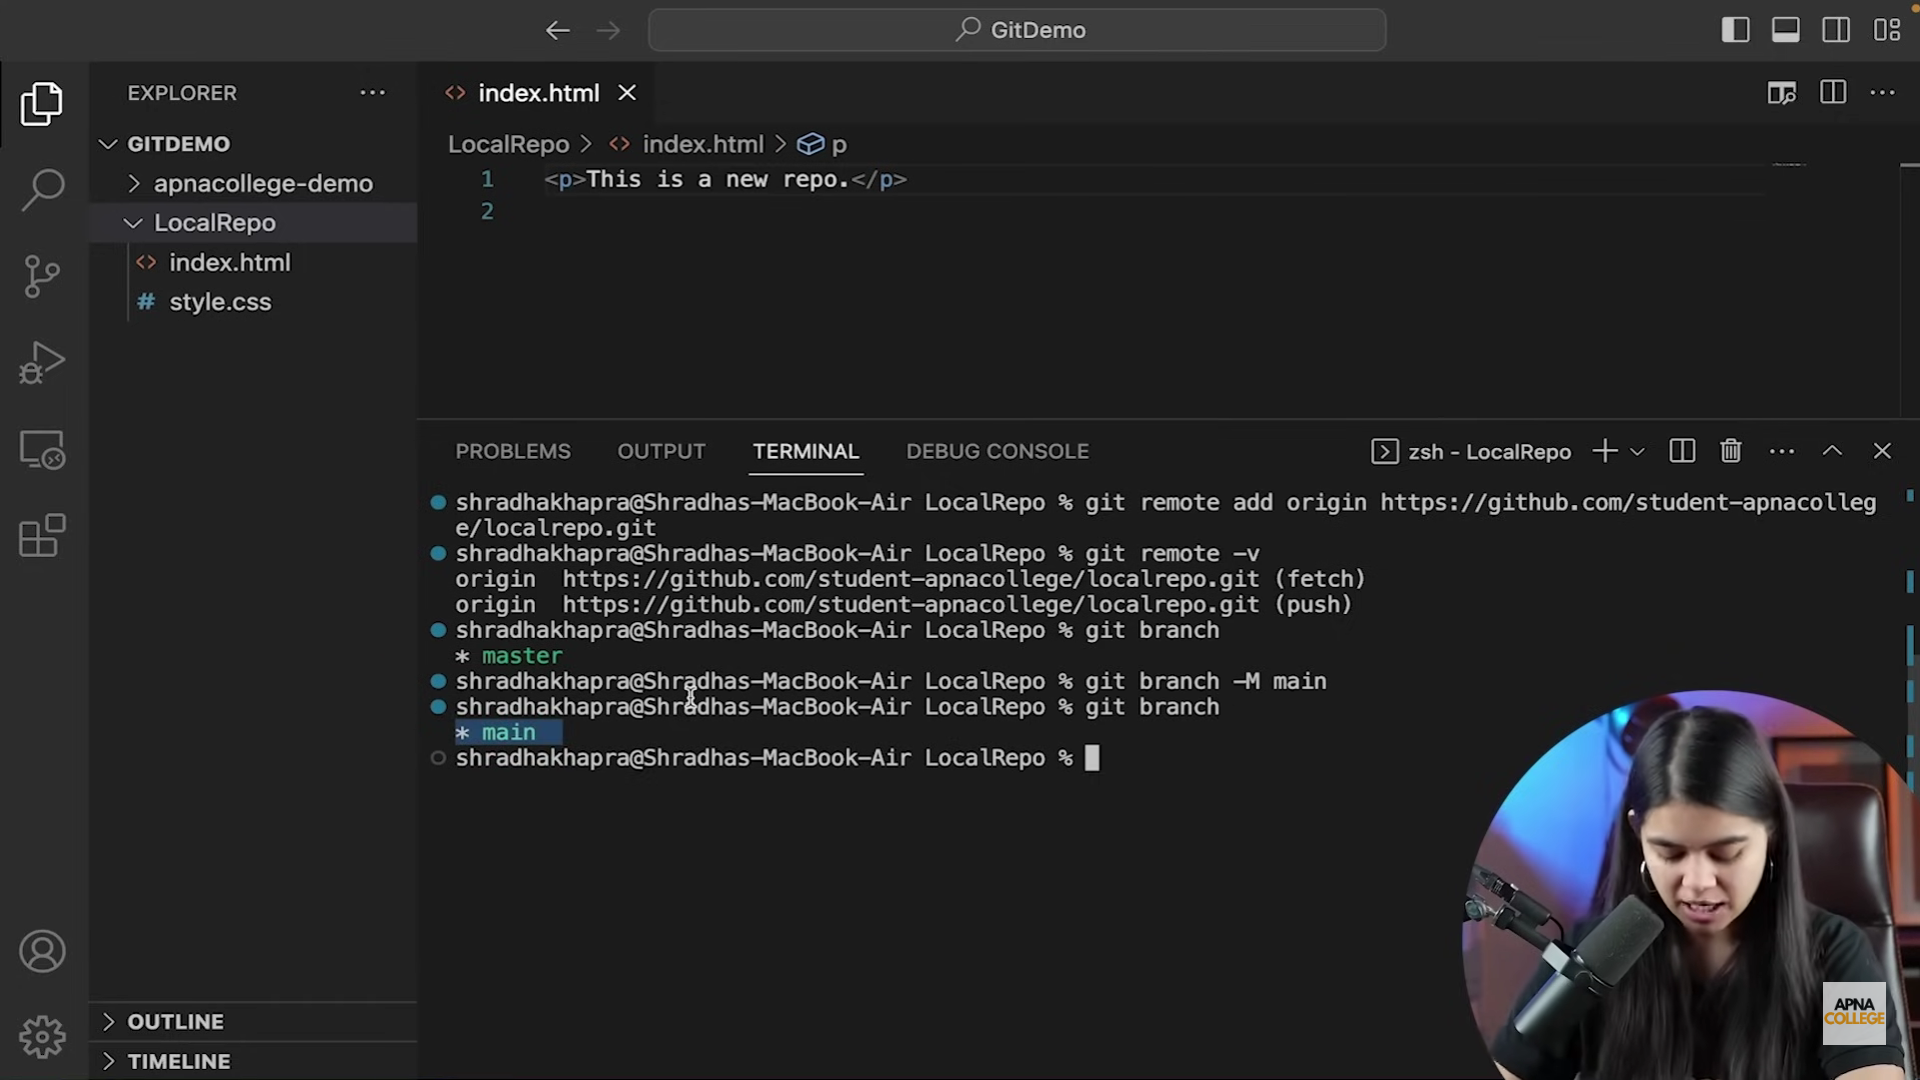 GitDemo
EXPLORER
GITDEMO
apnacollege-demo
LocalRepo
index.html
style.css
OUTLINE
TIMELINE
index.html
LocalRepo > index.html > p
1 <p>This is a new repo.</p>
2
PROBLEMS OUTPUT TERMINAL DEBUG CONSOLE zsh - LocalRepo
shradhakhapra@Shradhas-MacBook-Air LocalRepo % git remote add origin https://github.com/student-apnacolleg
e/localrepo.git
shradhakhapra@Shradhas-MacBook-Air LocalRepo % git remote -v
origin  https://github.com/student-apnacollege/localrepo.git (fetch)
origin  https://github.com/student-apnacollege/localrepo.git (push)
shradhakhapra@Shradhas-MacBook-Air LocalRepo % git branch
* master
shradhakhapra@Shradhas-MacBook-Air LocalRepo % git branch -M main
shradhakhapra@Shradhas-MacBook-Air LocalRepo % git branch
* main
shradhakhapra@Shradhas-MacBook-Air LocalRepo %
APNA
COLLEGE